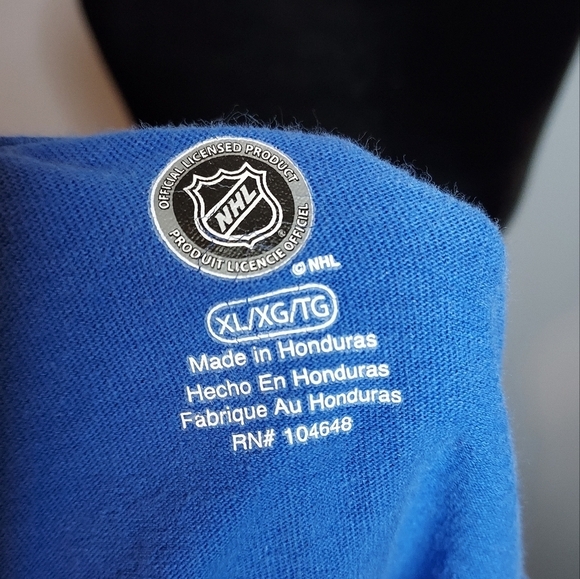 OFFICIAL LICENSED PRODUCT
NHL
®
PRODUIT LICENCIE OFFICIEL
© NHL
XL/XG/TG
Made in Honduras
Hecho En Honduras
Fabrique Au Honduras
RN# 104648